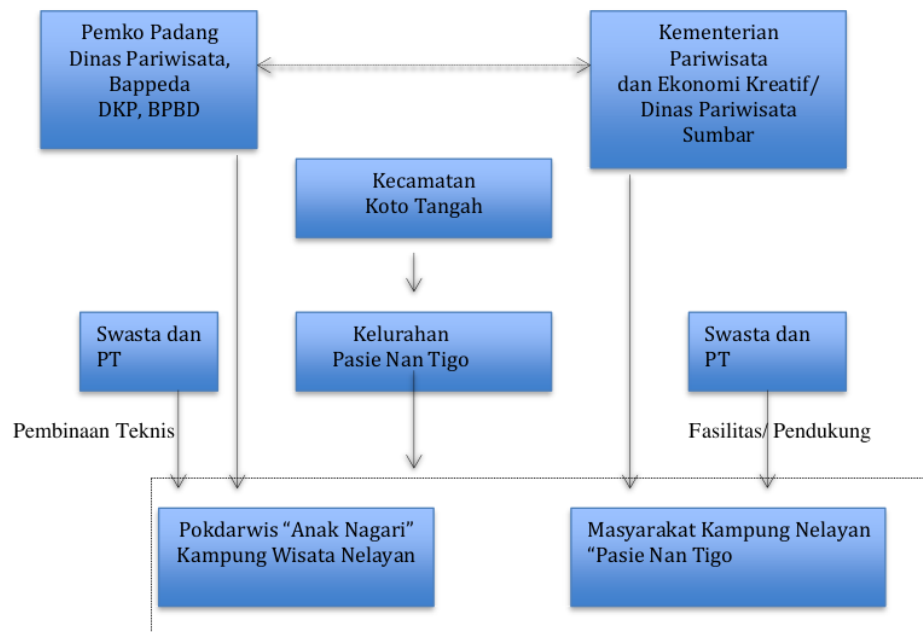 Pemko Padang
Dinas Pariwisata,
Bappeda
DKP, BPBD
Kementerian
Pariwisata
dan Ekonomi Kreatif/
Dinas Pariwisata
Sumbar
Kecamatan
Koto Tangah
Swasta dan
PT
Kelurahan
Pasie Nan Tigo
Swasta dan
PT
Pembinaan Teknis
Fasilitas/ Pendukung
Pokdarwis “Anak Nagari”
Kampung Wisata Nelayan
Masyarakat Kampung Nelayan
“Pasie Nan Tigo